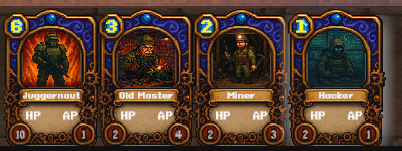 6 3 2 1
Juggernaut Old Master Miner Hacker
HP AP HP AP HP AP HP AP
10 1 2 4 2 3 2 1